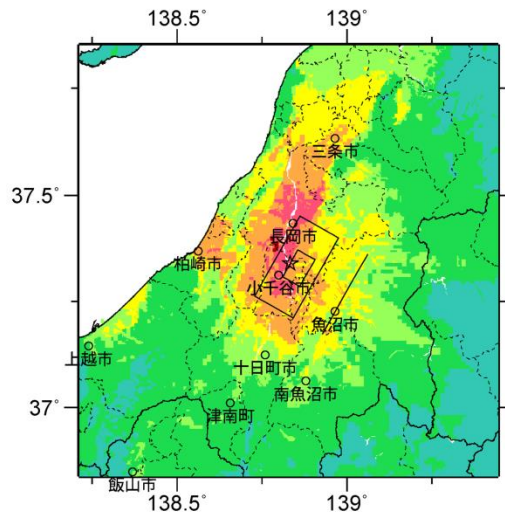 138.5° 139°
三条市
37.5°
長岡市
柏崎市
小千谷市
魚沼市
上越市
十日町市
南魚沼市
37°
津南町
飯山市
138.5° 139°